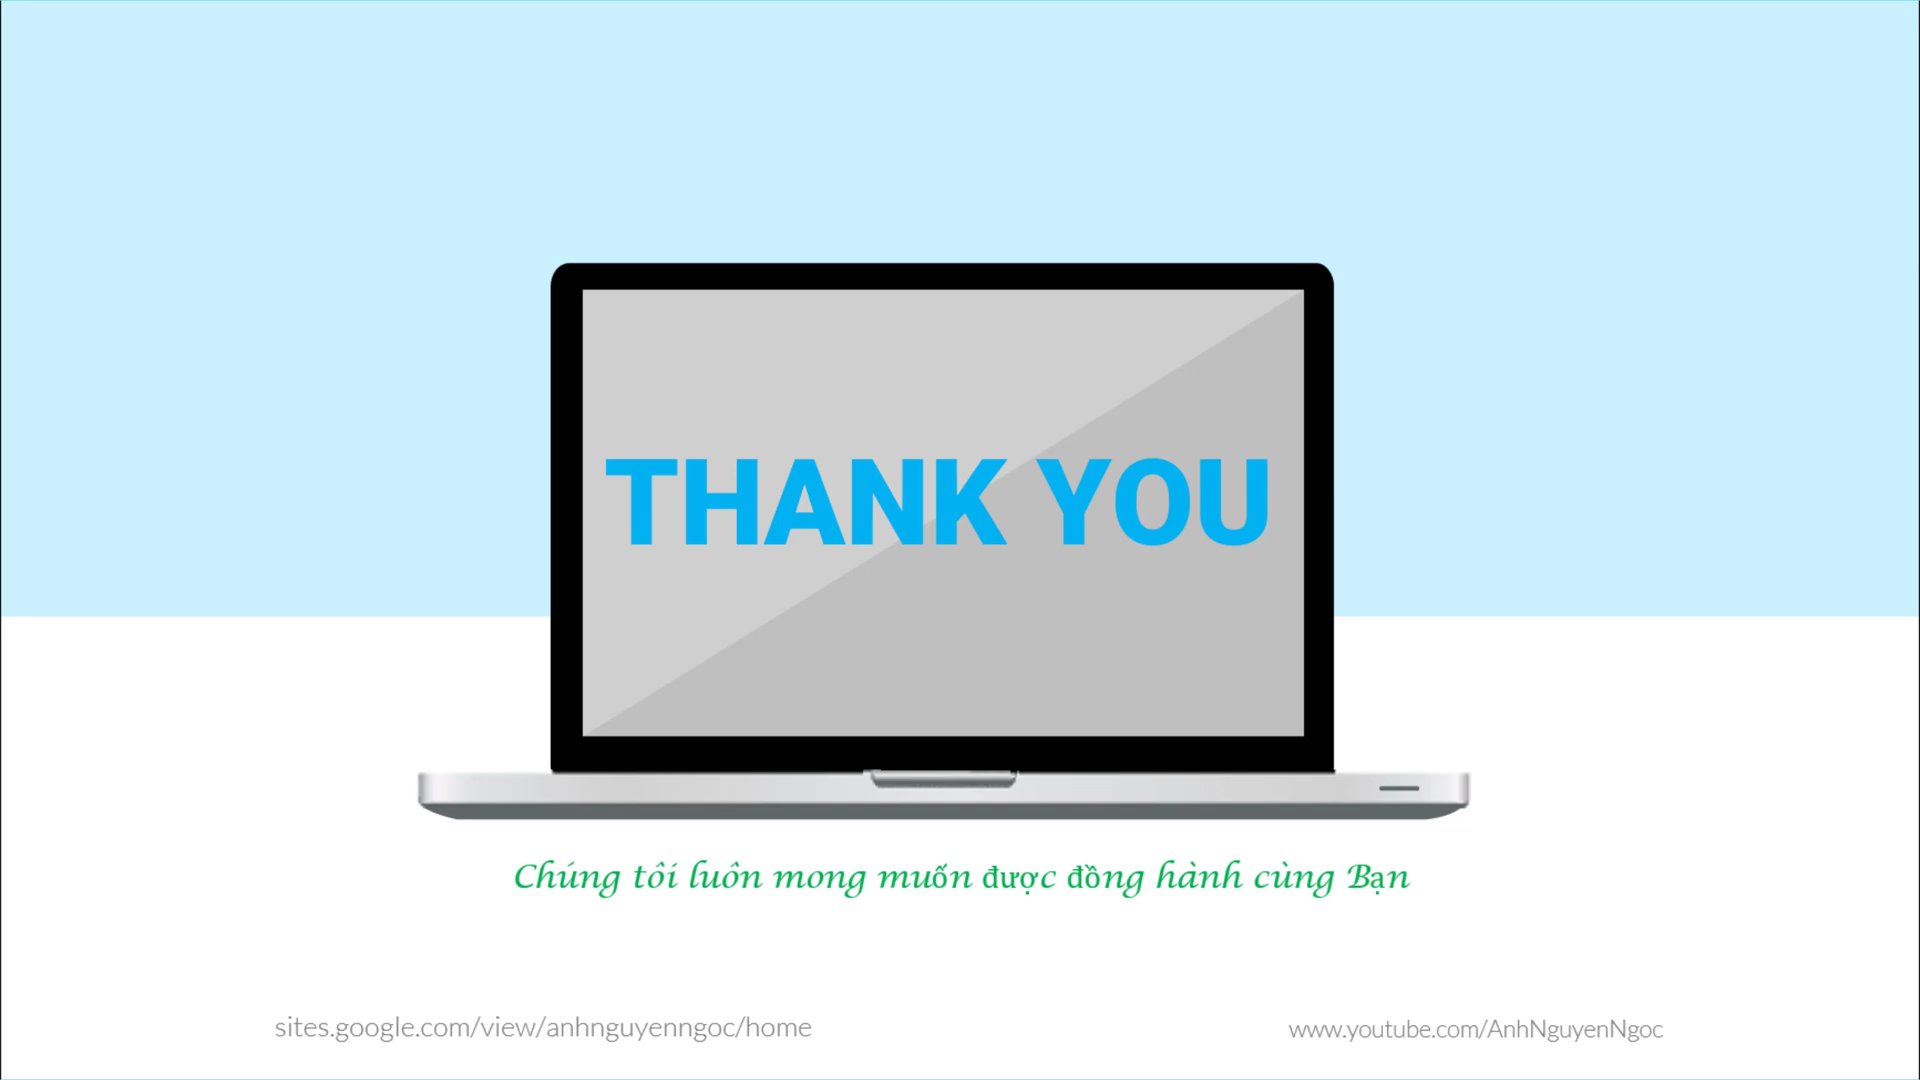 THANK YOU
Chúng tôi luôn mong muốn được đồng hành cùng Bạn
sites.google.com/view/anhnguyenngoc/home
www.youtube.com/AnhNguyenNgoc